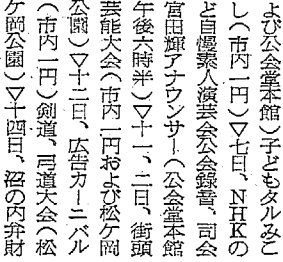 よび公会堂本館）子どもタルみこ
し（市内一円）▽七日、NHKの
ど自慢素人演芸会公会録音、司会
宮田輝アナウンサー（公会堂本館
午後六時半）▽十一、二日、街頭
芸能大会（市内一円および松ケ岡
公園）▽十二日、広告カーニバル
（市内一円）剣道、弓道大会（松
ケ岡公園）▽十四日、沼の内弁財